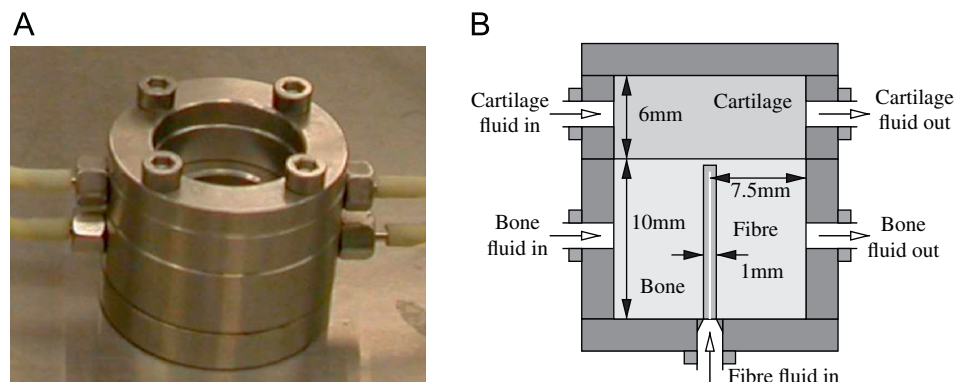 A
B
Cartilage
fluid in
6mm
Cartilage
Cartilage
fluid out
7.5mm
Bone
fluid in
10mm
Fibre
1mm
Bone
Bone
fluid out
Fibre fluid in